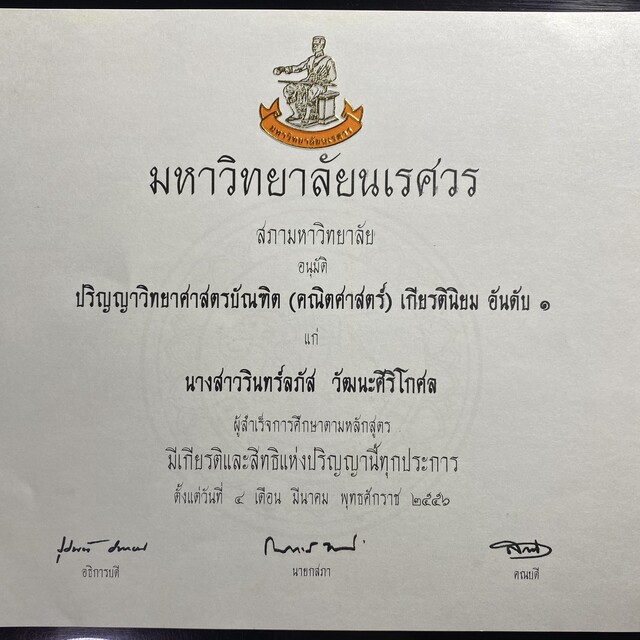 มหาวิทยาลัยนเรศวร
มหาวิทยาลัยนเรศวร
สภามหาวิทยาลัย
อนุมัติ
ปริญญาวิทยาศาสตรบัณฑิต (คณิตศาสตร์) เกียรตินิยม อันดับ ๑
แก่
นางสาวรินทร์ลภัส วัฒนะศิริโกศล
ผู้สำเร็จการศึกษาตามหลักสูตร
มีเกียรติและสิทธิแห่งปริญญานี้ทุกประการ
ตั้งแต่วันที่ ๔ เดือน มีนาคม พุทธศักราช ๒๕๕๖
อธิการบดี
นายกสภา
คณบดี